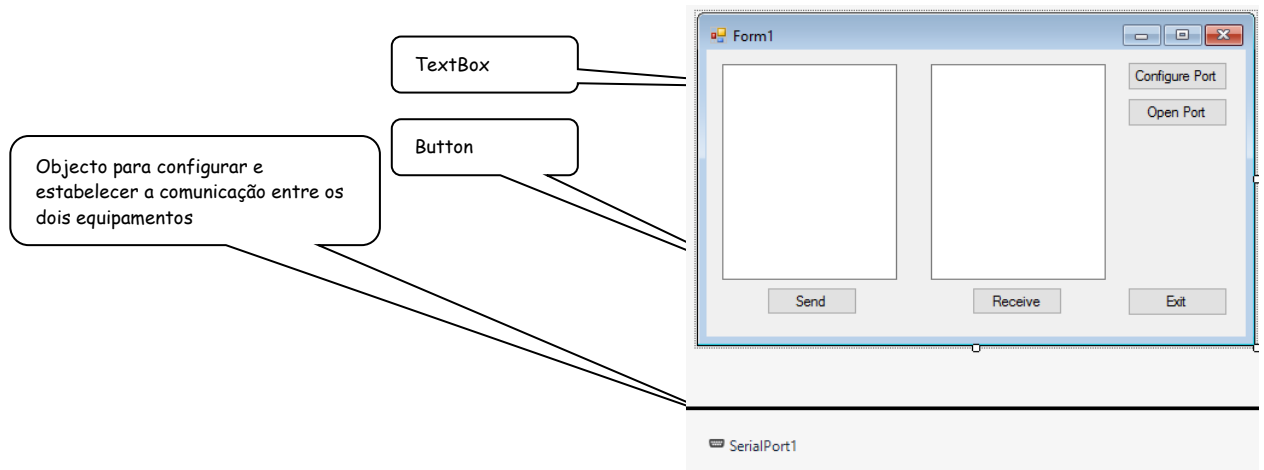 TextBox
Button
Objecto para configurar e
estabelecer a comunicação entre os
dois equipamentos
Form1
Configure Port
Open Port
Send
Receive
Exit
SerialPort1